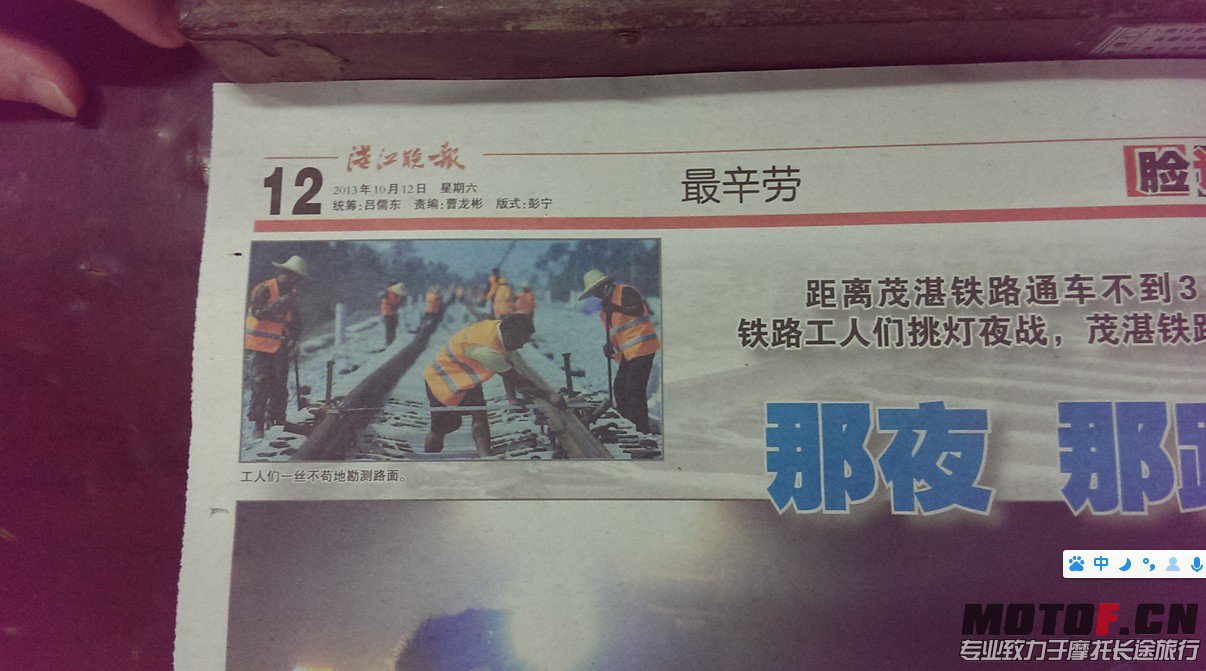 湛江晚报
12
2013年10月12日 星期六
统筹:吕儒东 责编:曹龙彬 版式:彭宁
最辛劳
脸
距离茂湛铁路通车不到3
铁路工人们挑灯夜战，茂湛铁路
工人们一丝不苟地勘测路面。
那夜 那
中
MOTOF.CN
专业致力于摩托长途旅行